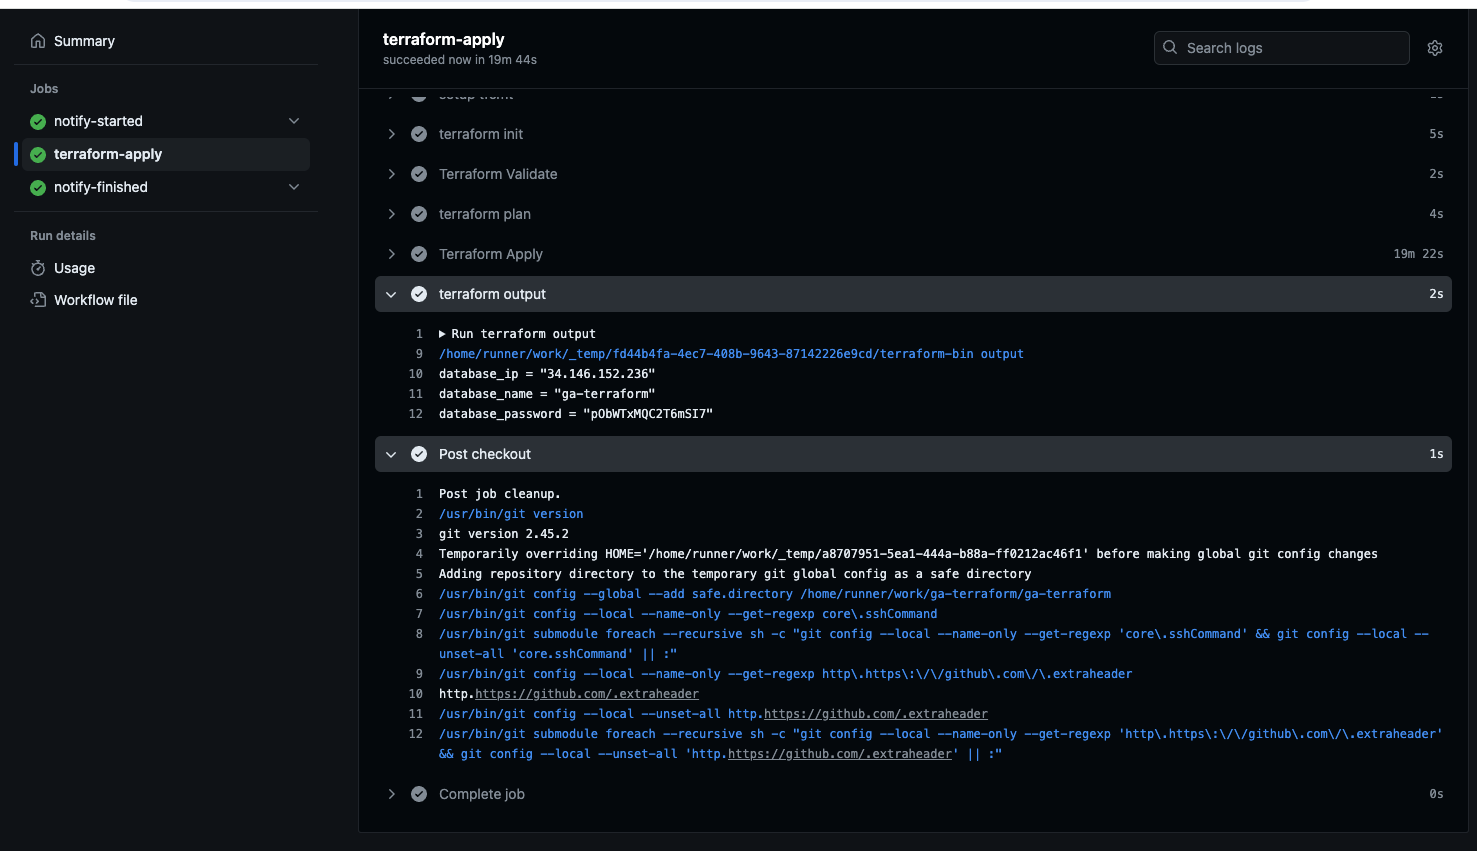 Summary
Jobs
notify-started
terraform-apply
notify-finished
Run details
Usage
Workflow file
terraform-apply
succeeded now in 19m 44s
Search logs
terraform init 5s
Terraform Validate 2s
terraform plan 4s
Terraform Apply 19m 22s
terraform output 2s
1 ▶ Run terraform output
9 /home/runner/work/_temp/fd44b4fa-4ec7-408b-9643-87142226e9cd/terraform-bin output
10 database_ip = "34.146.152.236"
11 database_name = "ga-terraform"
12 database_password = "pObWTxMQC2T6mSI7"
Post checkout 1s
1 Post job cleanup.
2 /usr/bin/git version
3 git version 2.45.2
4 Temporarily overriding HOME='/home/runner/work/_temp/a8707951-5ea1-444a-b88a-ff0212ac46f1' before making global git config changes
5 Adding repository directory to the temporary git global config as a safe directory
6 /usr/bin/git config --global --add safe.directory /home/runner/work/ga-terraform/ga-terraform
7 /usr/bin/git config --local --name-only --get-regexp core\.sshCommand
8 /usr/bin/git submodule foreach --recursive sh -c "git config --local --name-only --get-regexp 'core\.sshCommand' && git config --local --
unset-all 'core.sshCommand' || :"
9 /usr/bin/git config --local --name-only --get-regexp http\.https\:\/\/github\.com\/\.extraheader
10 http.https://github.com/.extraheader
11 /usr/bin/git config --local --unset-all http.https://github.com/.extraheader
12 /usr/bin/git submodule foreach --recursive sh -c "git config --local --name-only --get-regexp 'http\.https\:\/\/github\.com\/\.extraheader'
&& git config --local --unset-all 'http.https://github.com/.extraheader' || :"
Complete job 0s